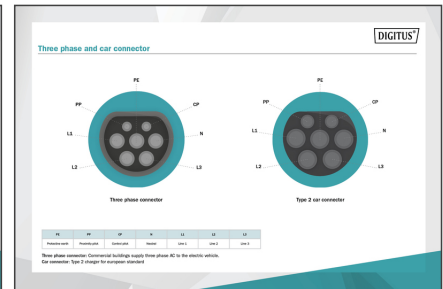 DIGITUS®
Three phase and car connector
PE
PP
CP
L1
N
L2
L3
Three phase connector
PE
PP
CP
L1
N
L2
L3
Type 2 car connector
PE PP CP N L1 L2 L3
Protective earth Proximity pilot Control pilot Neutral Line 1 Line 2 Line 3
Three phase connector: Commercial buildings supply three phase AC to the electric vehicle.
Car connector: Type 2 charger for european standard